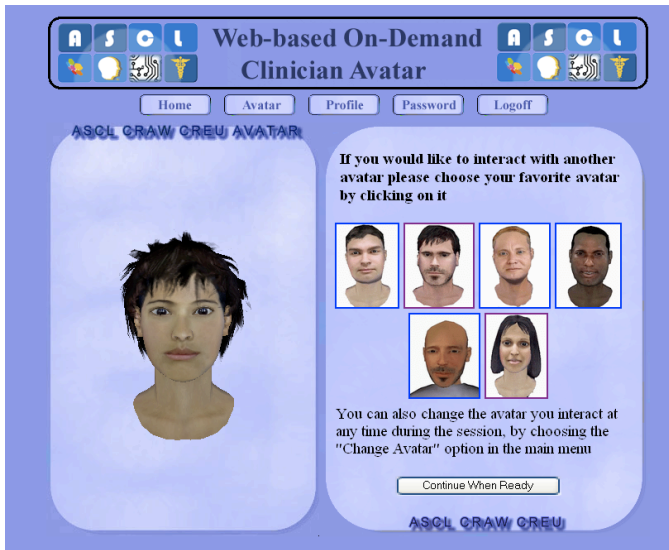 A S C L
Web-based On-Demand
Clinician Avatar
A S C L
Home
Avatar
Profile
Password
Logoff
ASCL CRAW CREU AVATAR
If you would like to interact with another
avatar please choose your favorite avatar
by clicking on it
You can also change the avatar you interact at
any time during the session, by choosing the
"Change Avatar" option in the main menu
Continue When Ready
ASCL CRAW CREU